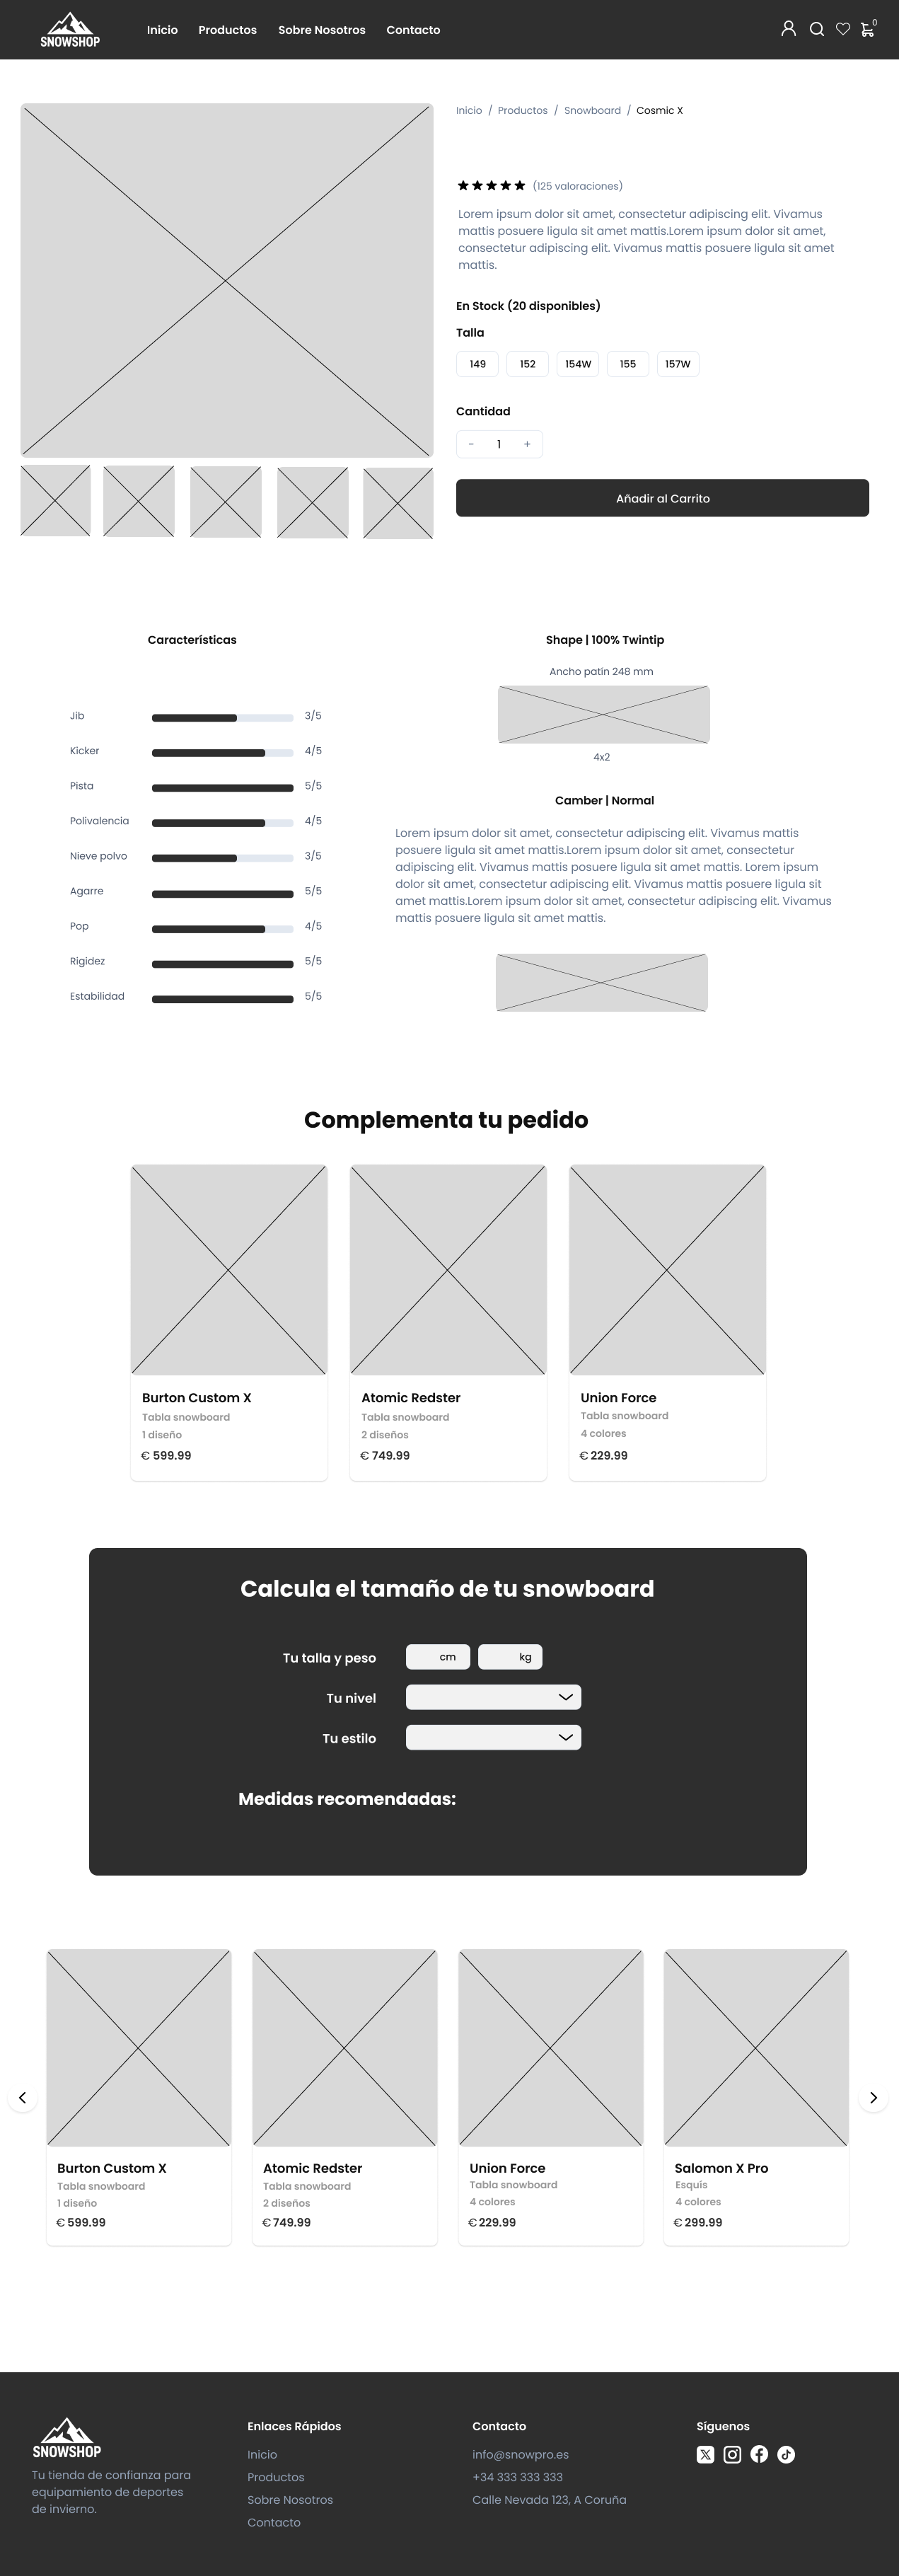 SNOWSHOP
Inicio Productos Sobre Nosotros Contacto
0
Inicio / Productos / Snowboard / Cosmic X
(125 valoraciones)
Lorem ipsum dolor sit amet, consectetur adipiscing elit. Vivamus
mattis posuere ligula sit amet mattis.Lorem ipsum dolor sit amet,
consectetur adipiscing elit. Vivamus mattis posuere ligula sit amet
mattis.
En Stock (20 disponibles)
Talla
149 152 154W 155 157W
Cantidad
- 1 +
Añadir al Carrito
Características
Jib 3/5
Kicker 4/5
Pista 5/5
Polivalencia 4/5
Nieve polvo 3/5
Agarre 5/5
Pop 4/5
Rigidez 5/5
Estabilidad 5/5
Shape | 100% Twintip
Ancho patín 248 mm
4x2
Camber | Normal
Lorem ipsum dolor sit amet, consectetur adipiscing elit. Vivamus mattis
posuere ligula sit amet mattis.Lorem ipsum dolor sit amet, consectetur
adipiscing elit. Vivamus mattis posuere ligula sit amet mattis. Lorem ipsum
dolor sit amet, consectetur adipiscing elit. Vivamus mattis posuere ligula sit
amet mattis.Lorem ipsum dolor sit amet, consectetur adipiscing elit. Vivamus
mattis posuere ligula sit amet mattis.
Complementa tu pedido
Burton Custom X
Tabla snowboard
1 diseño
€ 599.99
Atomic Redster
Tabla snowboard
2 diseños
€ 749.99
Union Force
Tabla snowboard
4 colores
€ 229.99
Calcula el tamaño de tu snowboard
Tu talla y peso cm kg
Tu nivel
Tu estilo
Medidas recomendadas:
Burton Custom X
Tabla snowboard
1 diseño
€ 599.99
Atomic Redster
Tabla snowboard
2 diseños
€ 749.99
Union Force
Tabla snowboard
4 colores
€ 229.99
Salomon X Pro
Esquís
4 colores
€ 299.99
SNOWSHOP
Tu tienda de confianza para
equipamiento de deportes
de invierno.
Enlaces Rápidos
Inicio
Productos
Sobre Nosotros
Contacto
Contacto
info@snowpro.es
+34 333 333 333
Calle Nevada 123, A Coruña
Síguenos